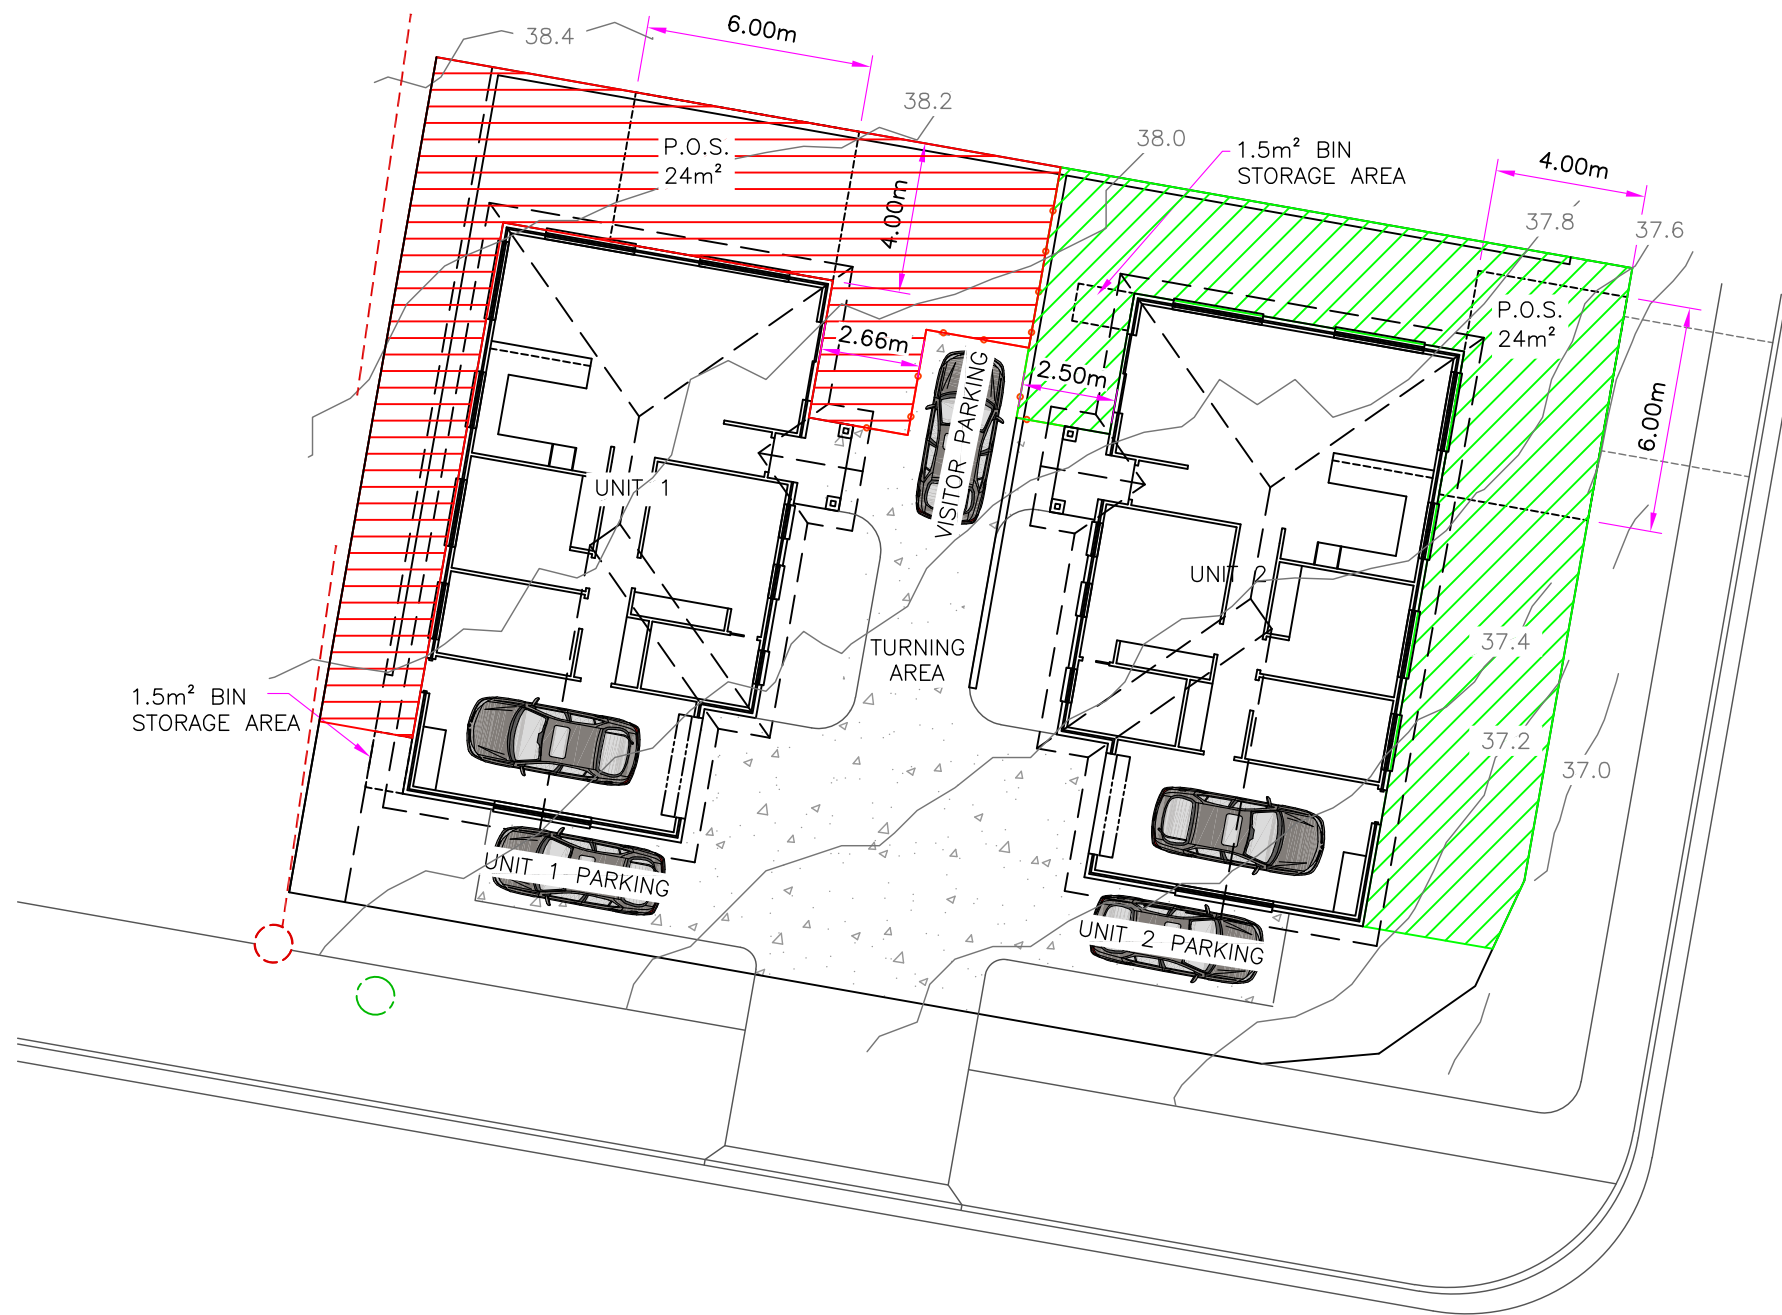 6.00m
38.4
38.2
38.0
P.O.S.
24m²
1.5m² BIN
STORAGE AREA
4.00m
4.00m
37.8
37.6
P.O.S.
24m²
2.66m
2.50m
VISITOR PARKING
6.00m
UNIT 1
UNIT 2
TURNING
AREA
37.4
1.5m² BIN
STORAGE AREA
37.2
37.0
UNIT 1 PARKING
UNIT 2 PARKING